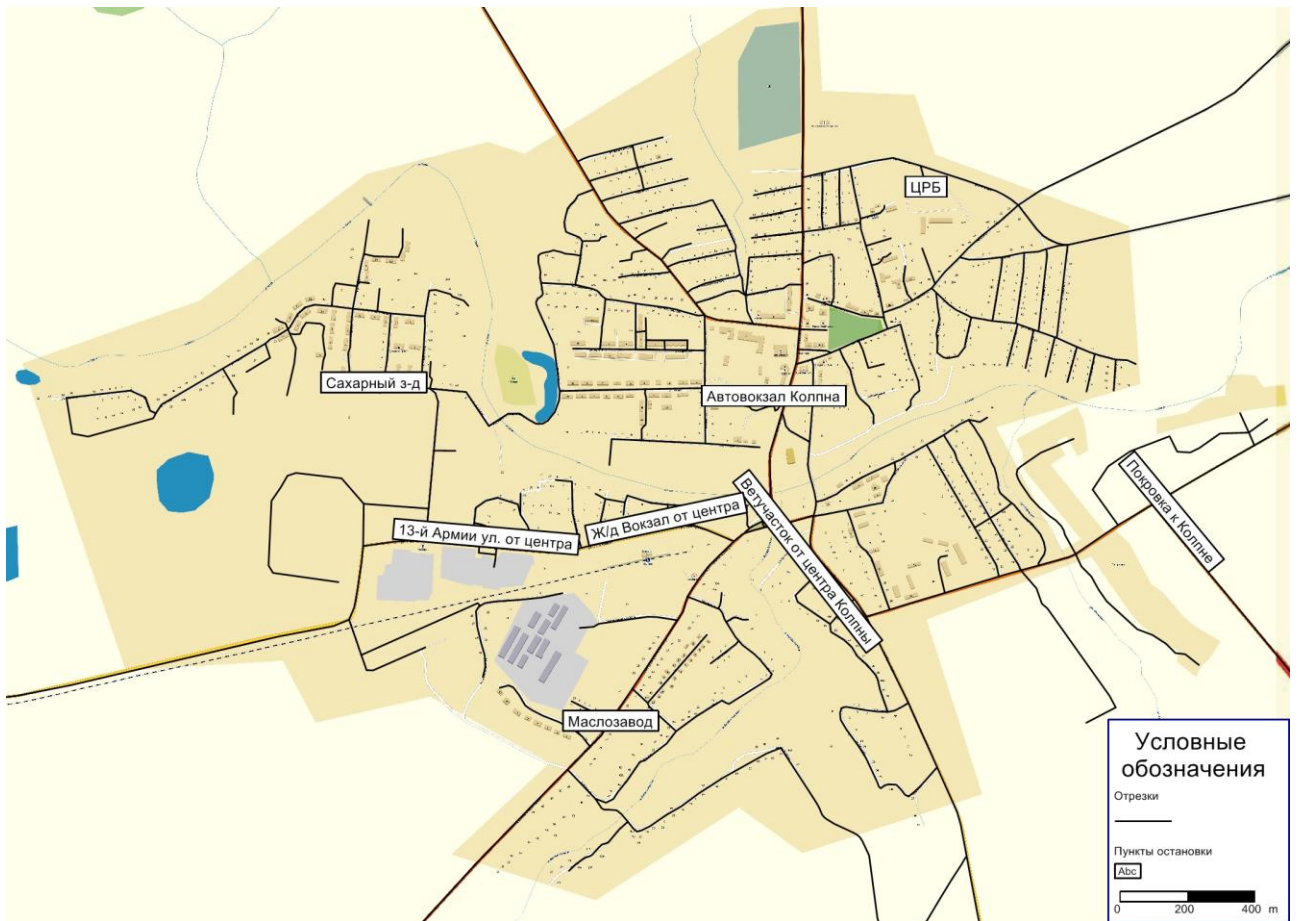 ЦРБ
Сахарный з-д
Автовокзал Колпна
Покровка к Колпне
Ветучасток от центра Колпны
Ж/д Вокзал от центра
13-й Армии ул. от центра
Маслозавод
Условные
обозначения
Отрезки
Пункты остановки
Abc
0 200 400 m